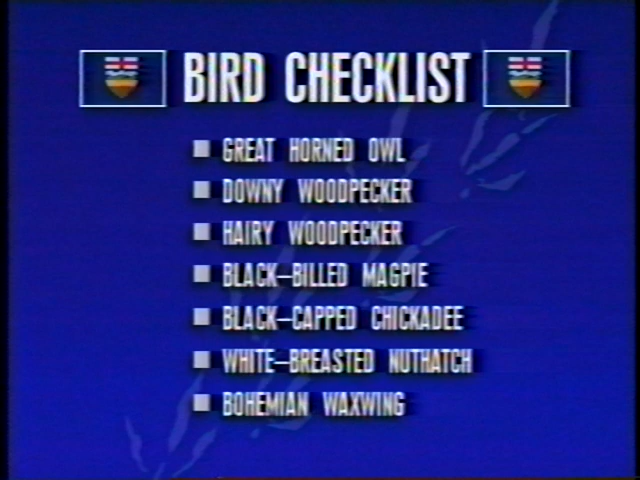 BIRD CHECKLIST
GREAT HORNED OWL
DOWNY WOODPECKER
HAIRY WOODPECKER
BLACK–BILLED MAGPIE
BLACK–CAPPED CHICKADEE
WHITE–BREASTED NUTHATCH
BOHEMIAN WAXWING